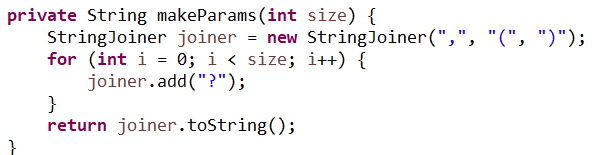 private String makeParams(int size) {
    StringJoiner joiner = new StringJoiner(",", "(", ")");
    for (int i = 0; i < size; i++) {
        joiner.add("?");
    }
    return joiner.toString();
}